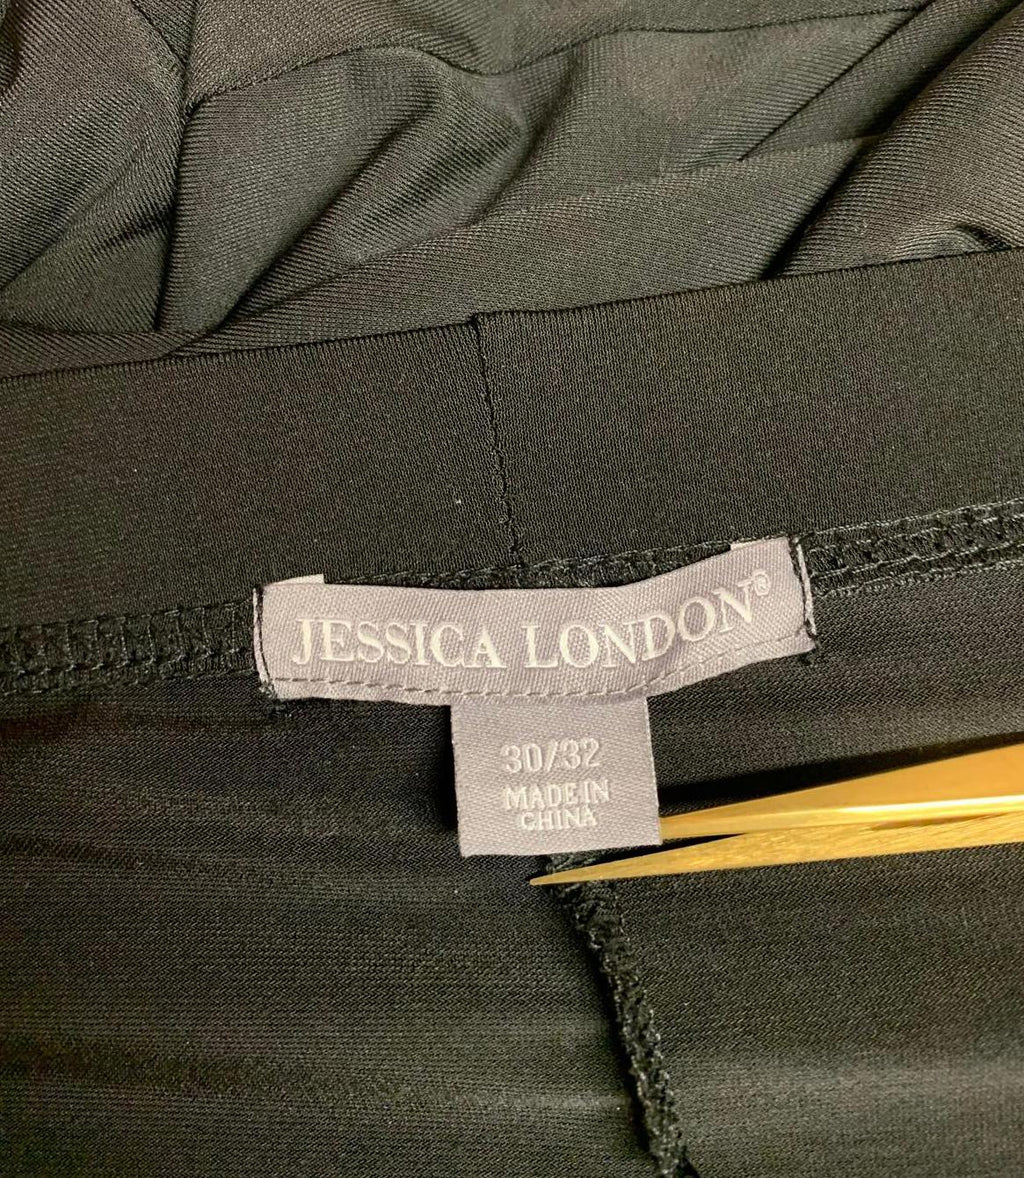 JESSICA LONDON®
30/32
MADE IN
CHINA